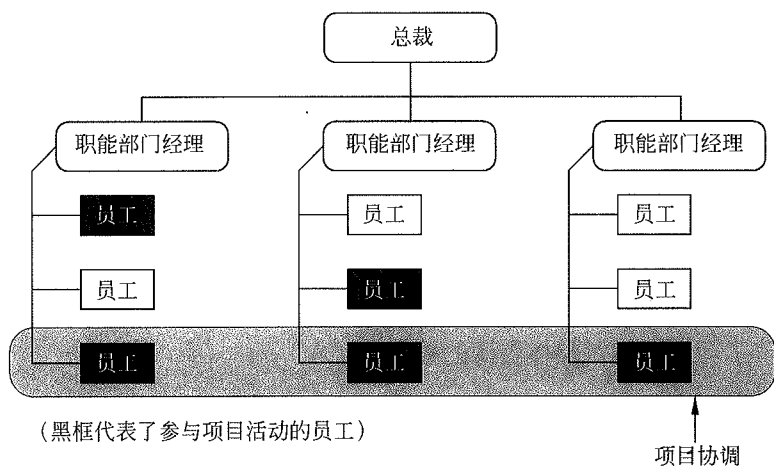 总裁
职能部门经理 职能部门经理 职能部门经理
员工 员工 员工
员工 员工 员工
员工 员工 员工
（黑框代表了参与项目活动的员工）
项目协调